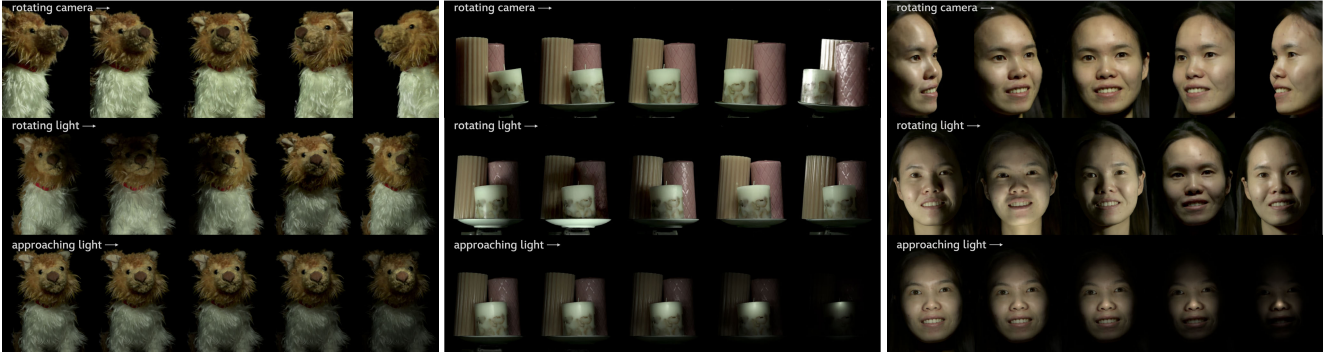 rotating camera →
rotating camera →
rotating camera →
rotating light →
rotating light →
rotating light →
approaching light →
approaching light →
approaching light →